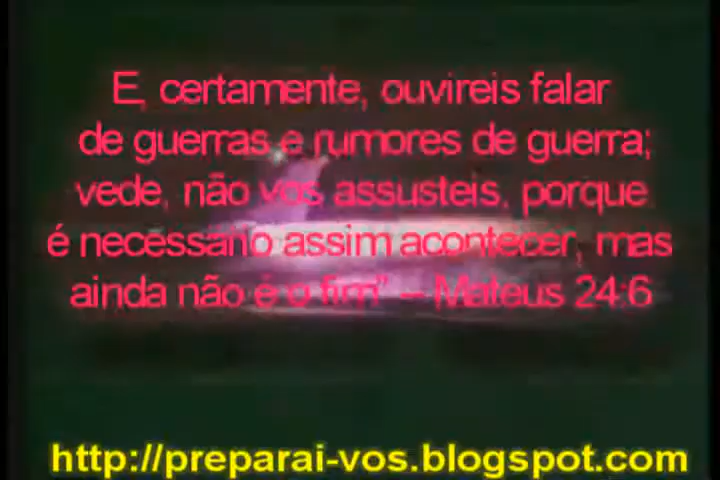 E, certamente, ouvireis falar
de guerras e rumores de guerra;
vede, não vos assusteis, porque
é necessário assim acontecer, mas
ainda não é o fim" – Mateus 24:6
http://preparai-vos.blogspot.com